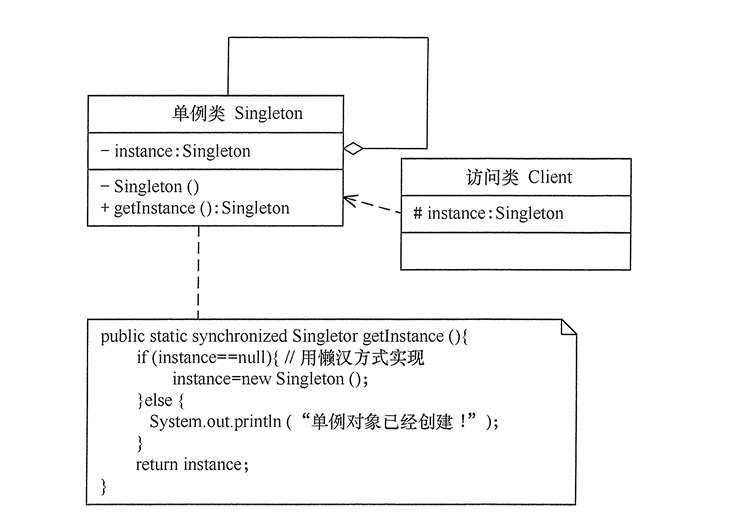 单例类 Singleton
- instance:Singleton
- Singleton()
+ getInstance():Singleton
访问类 Client
# instance:Singleton
public static synchronized Singletor getInstance(){
if (instance==null){ // 用懒汉方式实现
instance=new Singleton();
}else {
System.out.println(“单例对象已经创建！”);
}
return instance;
}